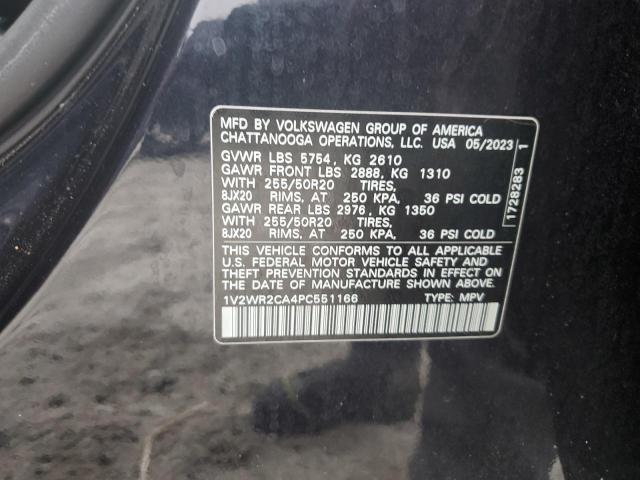 MFD BY VOLKSWAGEN GROUP OF AMERICA
CHATTANOOGA OPERATIONS, LLC. USA 05/2023
GVWR LBS 5754, KG 2610
GAWR FRONT LBS 2888, KG 1310
WITH 255/50R20 TIRES,
8JX20 RIMS, AT 250 KPA, 36 PSI COLD
GAWR REAR LBS 2976, KG 1350
WITH 255/50R20 TIRES,
8JX20 RIMS, AT 250 KPA, 36 PSI COLD
THIS VEHICLE CONFORMS TO ALL APPLICABLE
U.S. FEDERAL MOTOR VEHICLE SAFETY AND
THEFT PREVENTION STANDARDS IN EFFECT ON
THE DATE OF MANUFACTURE SHOWN ABOVE.
1V2WR2CA4PC551166 TYPE: MPV
1728283 1